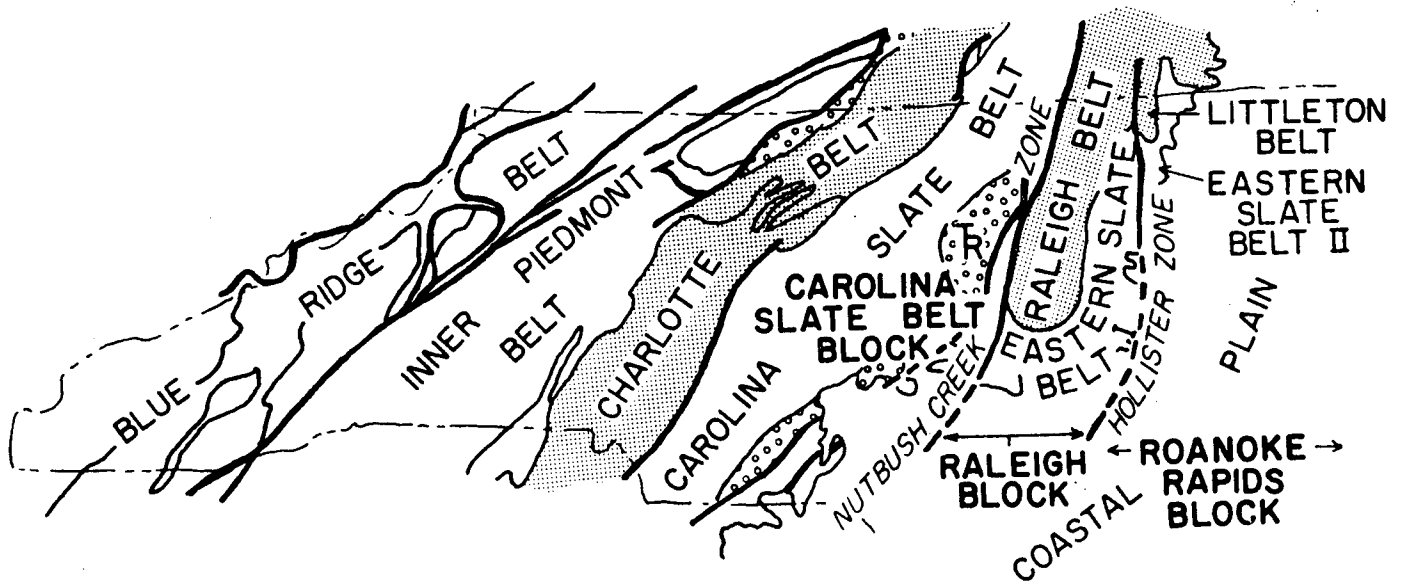 BLUE RIDGE BELT
INNER PIEDMONT BELT
CHARLOTTE BELT
CAROLINA SLATE BELT
TR
CAROLINA
SLATE BELT
BLOCK
NUTBUSH CREEK ZONE
RALEIGH BELT
EASTERN SLATE
BELT I
HOLLISTER ZONE
LITTLETON
BELT
EASTERN
SLATE
BELT II
COASTAL PLAIN
RALEIGH
BLOCK
ROANOKE
RAPIDS
BLOCK